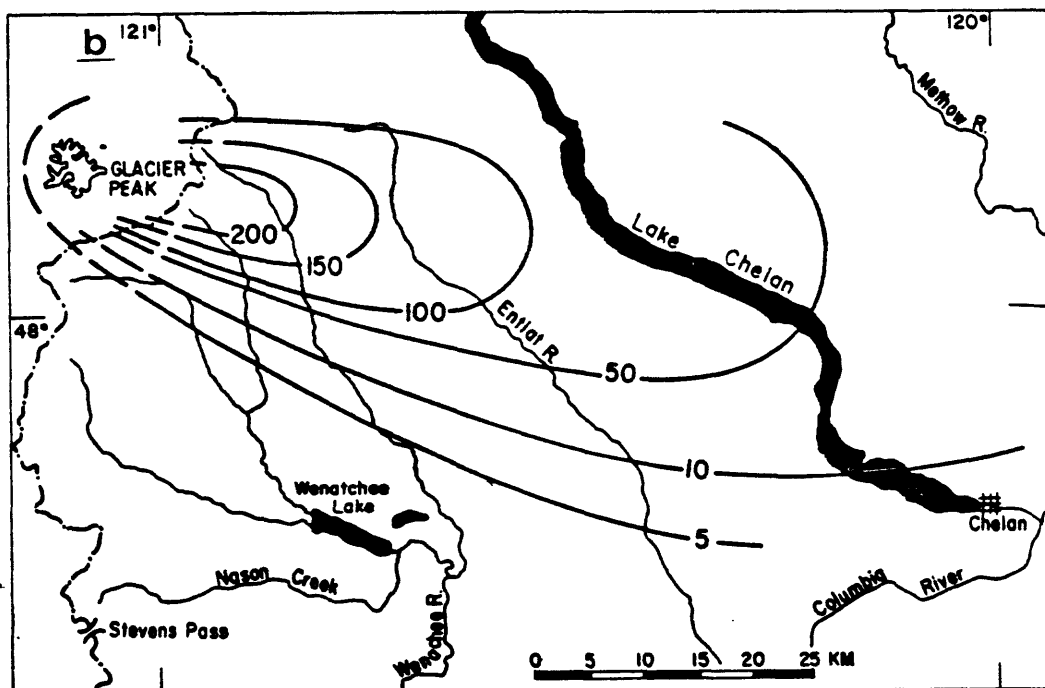 b
121°
120°
Methow R.
GLACIER
PEAK
200
150
100
Lake Chelan
Entiat R.
48°
50
10
5
Wenatchee
Lake
Chelan
Nason Creek
Columbia River
Stevens Pass
Wenachee R.
0 5 10 15 20 25 KM